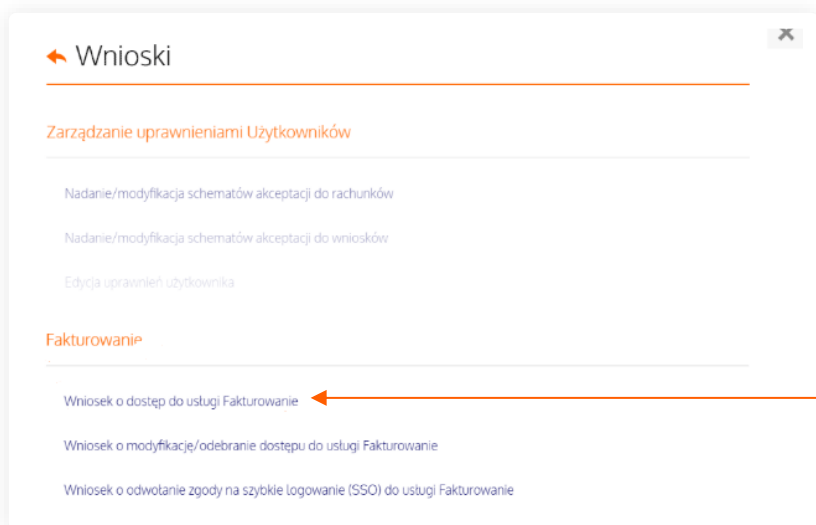 Wnioski
Zarządzanie uprawnieniami Użytkowników
Nadanie/modyfikacja schematów akceptacji do rachunków
Nadanie/modyfikacja schematów akceptacji do wniosków
Edycja uprawnień użytkownika
Fakturowanie
Wniosek o dostęp do usługi Fakturowanie
Wniosek o modyfikację/odebranie dostępu do usługi Fakturowanie
Wniosek o odwołanie zgody na szybkie logowanie (SSO) do usługi Fakturowanie